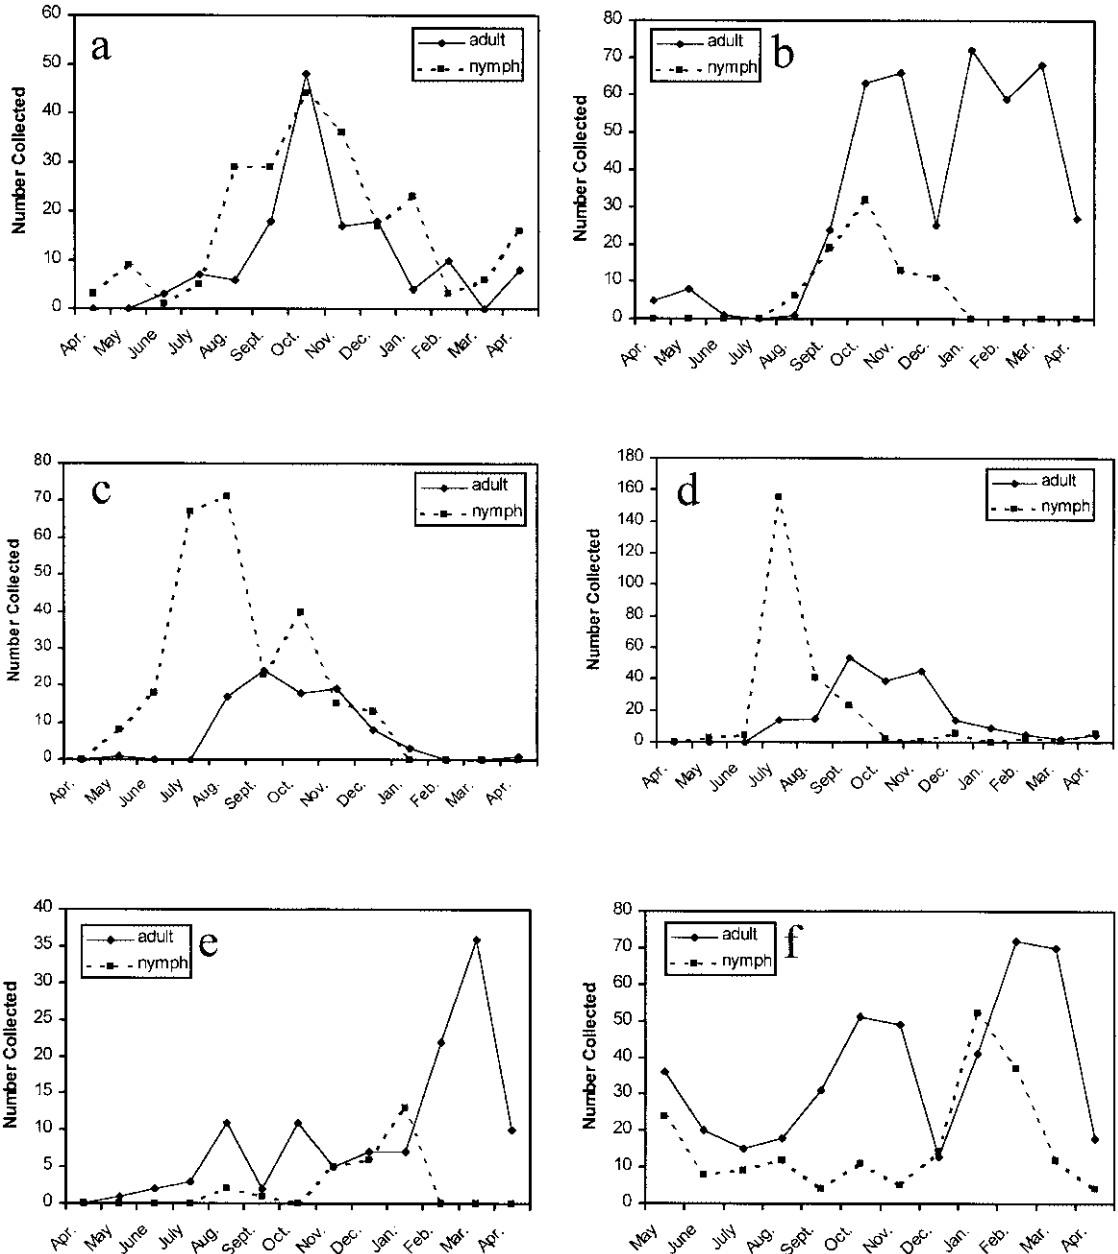 a
adult
nymph
Number Collected
60
50
40
30
20
10
0
Apr. May June July Aug. Sept. Oct. Nov. Dec. Jan. Feb. Mar. Apr.
b
adult
nymph
Number Collected
80
70
60
50
40
30
20
10
0
Apr. May June July Aug. Sept. Oct. Nov. Dec. Jan. Feb. Mar. Apr.
c
adult
nymph
Number Collected
80
70
60
50
40
30
20
10
0
Apr. May June July Aug. Sept. Oct. Nov. Dec. Jan. Feb. Mar. Apr.
d
adult
nymph
Number Collected
180
160
140
120
100
80
60
40
20
0
Apr. May June July Aug. Sept. Oct. Nov. Dec. Jan. Feb. Mar. Apr.
e
adult
nymph
Number Collected
40
35
30
25
20
15
10
5
0
Apr. May June July Aug. Sept. Oct. Nov. Dec. Jan. Feb. Mar. Apr.
f
adult
nymph
Number Collected
80
70
60
50
40
30
20
10
0
May June July Aug. Sept. Oct. Nov. Dec. Jan. Feb. Mar. Apr.